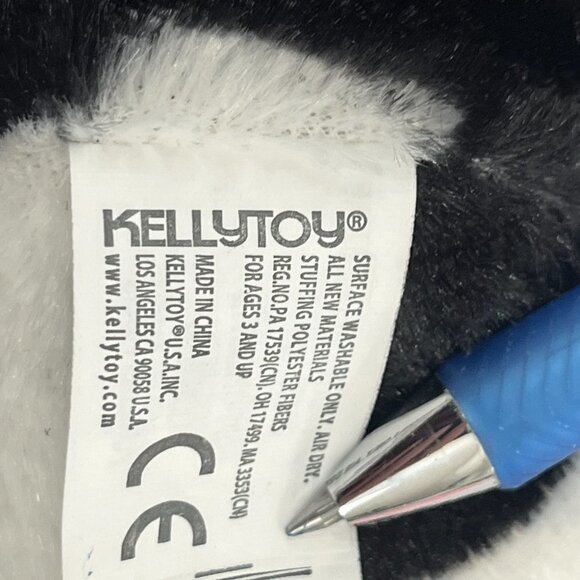 KELLYTOY®
SURFACE WASHABLE ONLY. AIR DRY.
ALL NEW MATERIALS
STUFFING POLYESTER FIBERS
REG.NO.PA 17539(CN), OH 17499, MA 3353(CN)
FOR AGES 3 AND UP
MADE IN CHINA
KELLYTOY® U.S.A.INC.
LOS ANGELES CA 90058 U.S.A.
www.kellytoy.com
CE